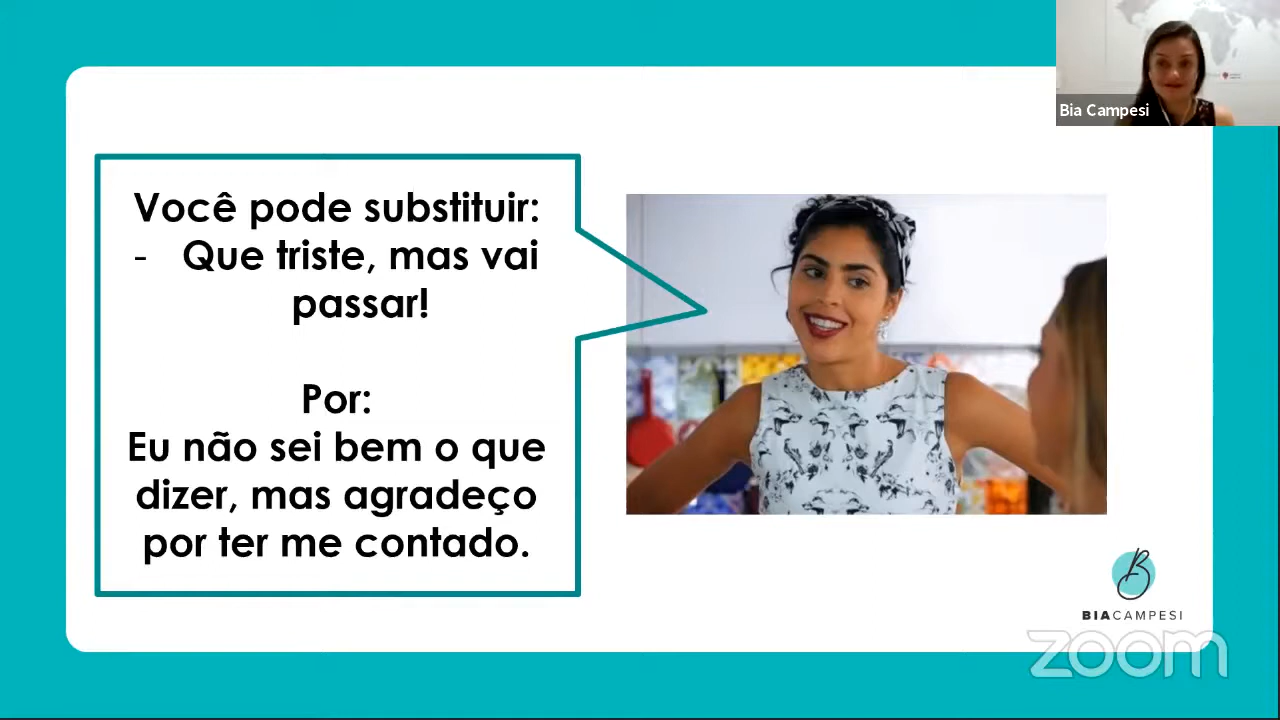 Bia Campesi
Você pode substituir:
- Que triste, mas vai
passar!
Por:
Eu não sei bem o que
dizer, mas agradeço
por ter me contado.
B
BIACAMPESI
zoom